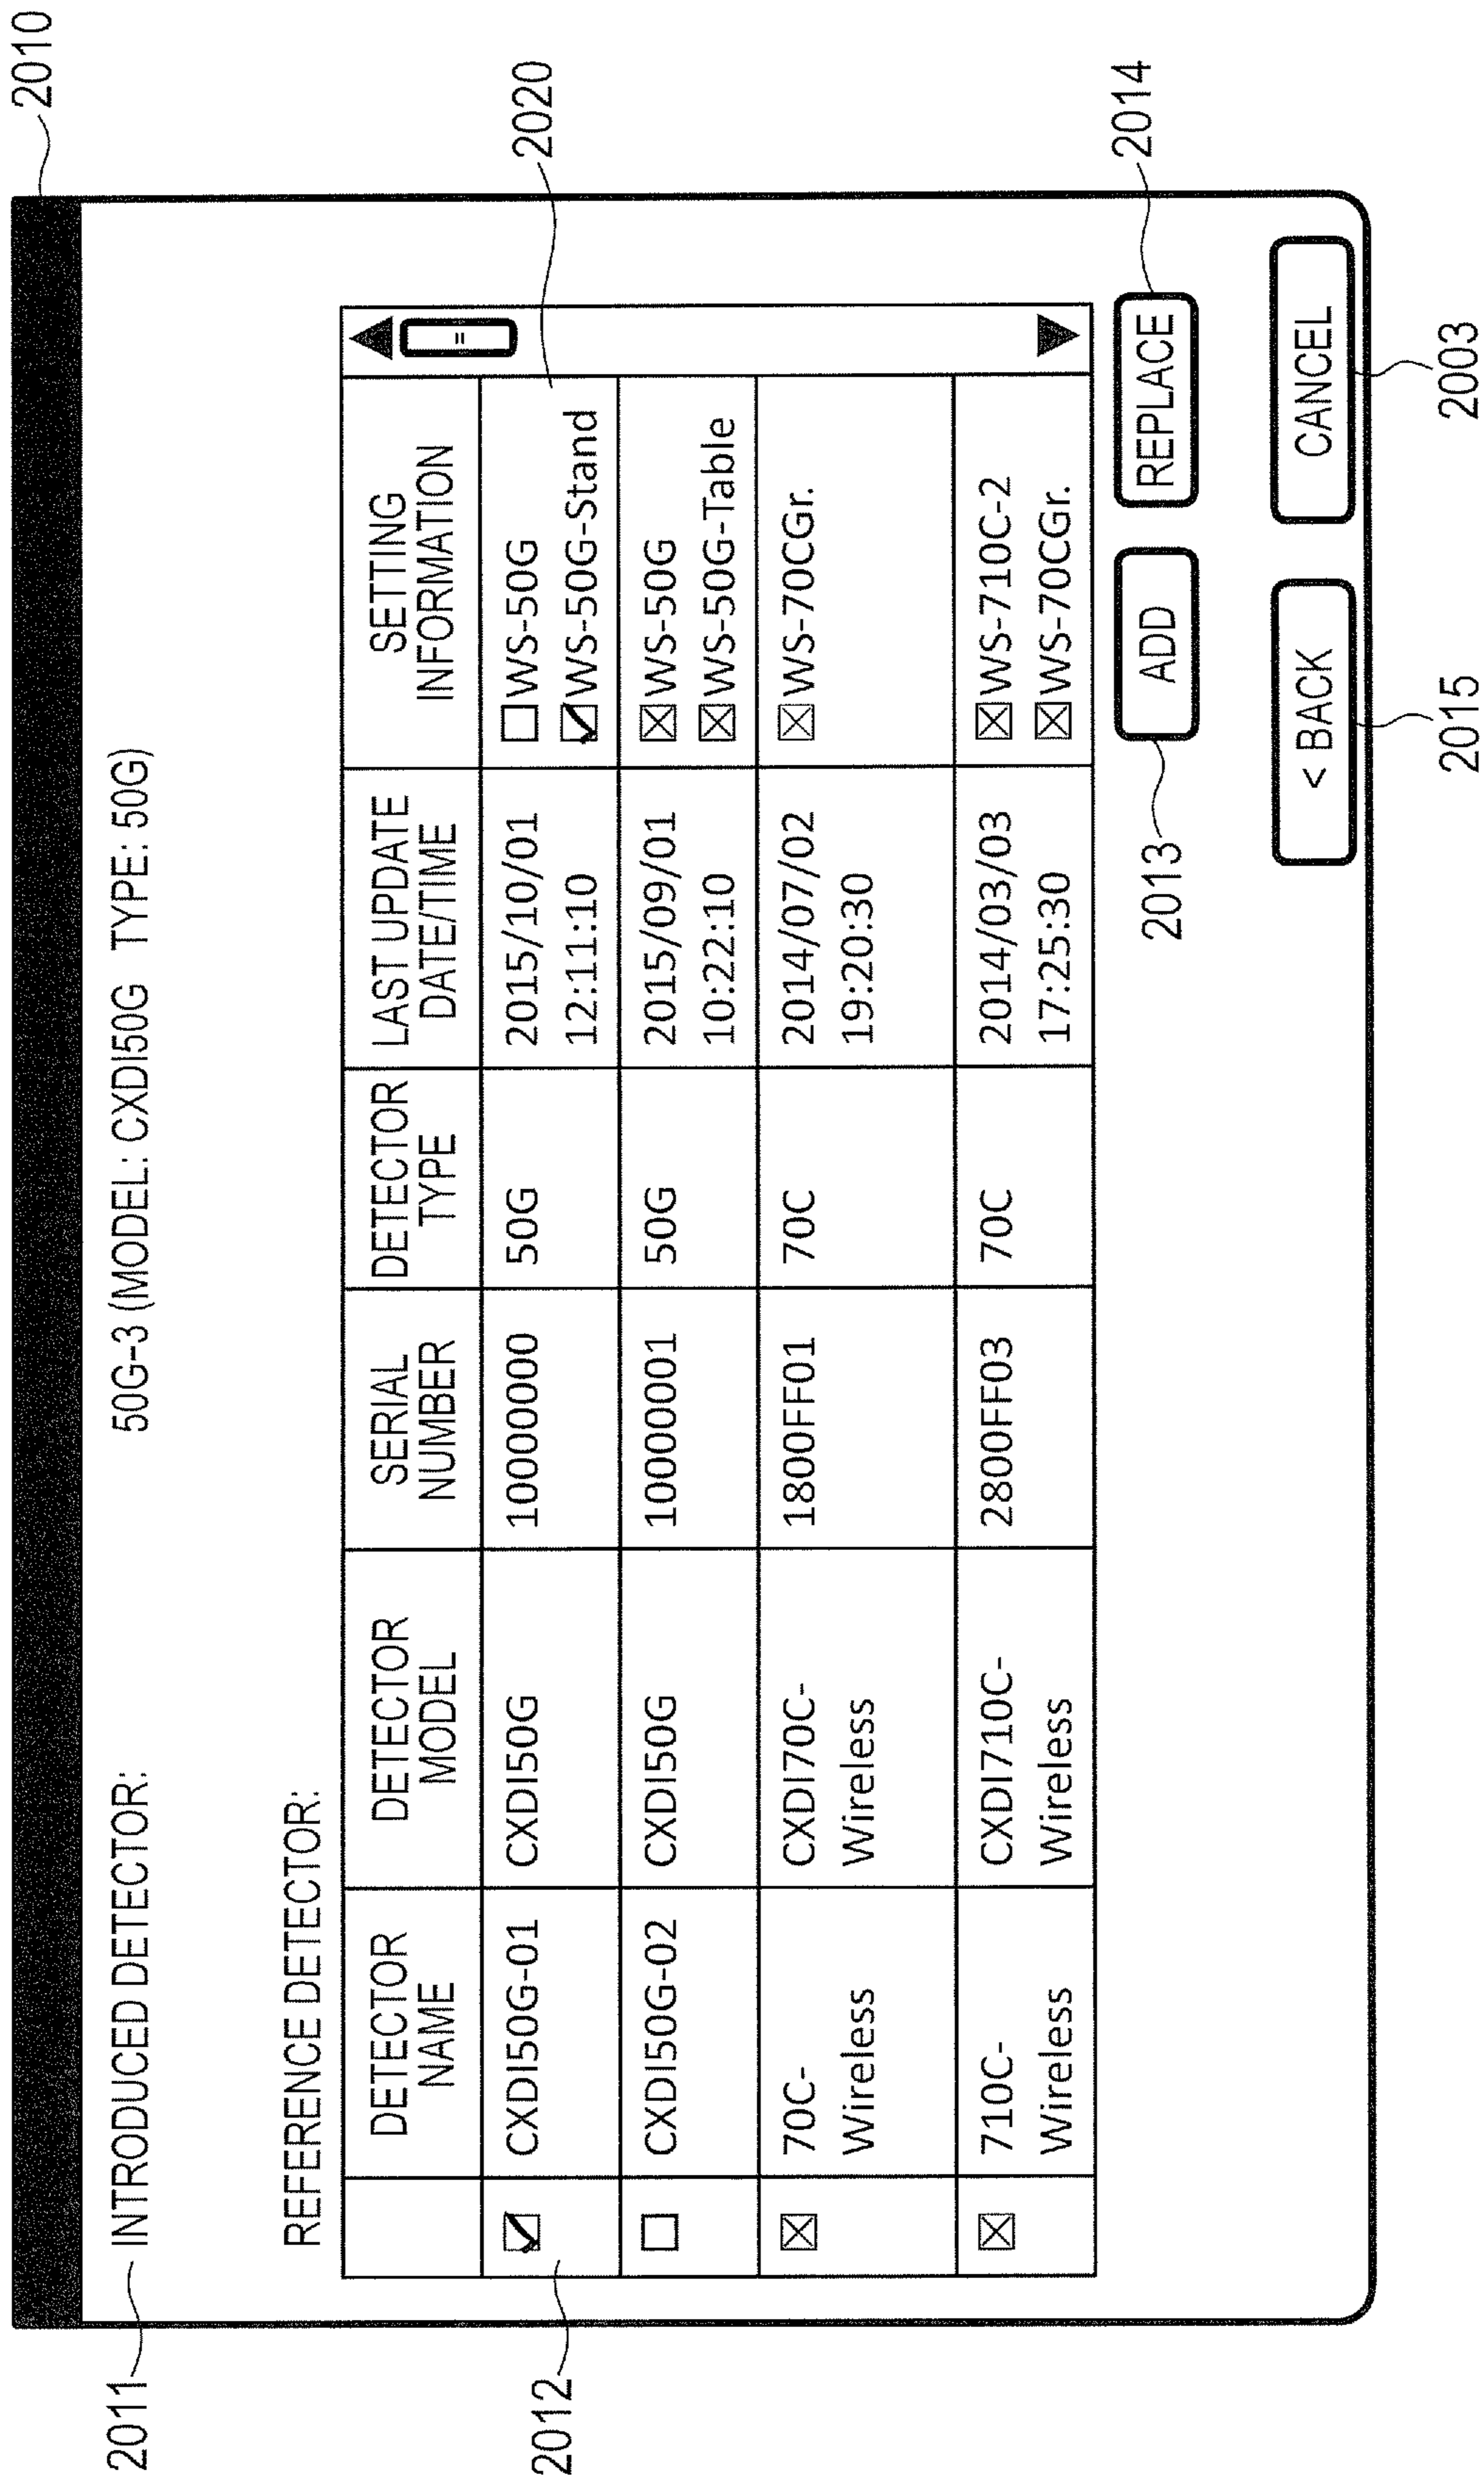 2010
2011
INTRODUCED DETECTOR: 50G-3 (MODEL: CXDI50G TYPE: 50G)
REFERENCE DETECTOR:
DETECTOR
NAME
DETECTOR
MODEL
SERIAL
NUMBER
DETECTOR
TYPE
LAST UPDATE
DATE/TIME
SETTING
INFORMATION
2012
CXDI50G-01
CXDI50G
10000000
50G
2015/10/01
12:11:10
WS-50G
WS-50G-Stand
2020
CXDI50G-02
CXDI50G
10000001
50G
2015/09/01
10:22:10
WS-50G
WS-50G-Table
70C-
Wireless
CXDI70C-
Wireless
1800FF01
70C
2014/07/02
19:20:30
WS-70CGr.
710C-
Wireless
CXDI710C-
Wireless
2800FF03
70C
2014/03/03
17:25:30
WS-710C-2
WS-70CGr.
2013
ADD
REPLACE
2014
< BACK
CANCEL
2015
2003